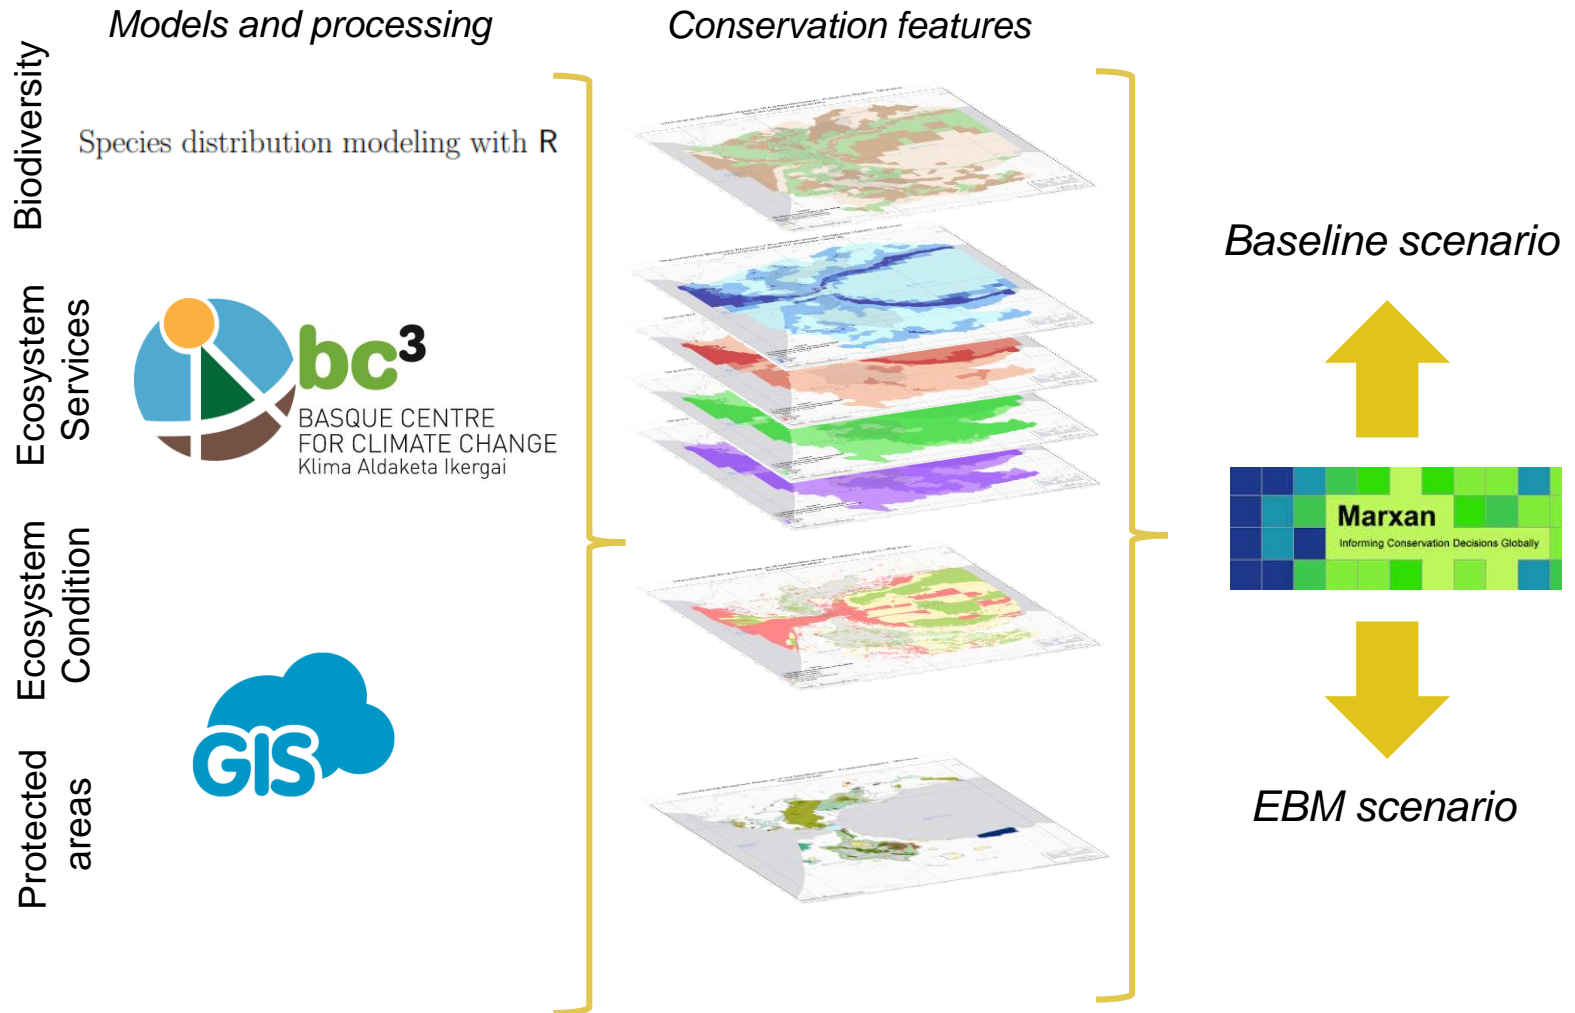 Models and processing
Conservation features
Biodiversity
Species distribution modeling with R
Ecosystem
Services
bc3
BASQUE CENTRE
FOR CLIMATE CHANGE
Klima Aldaketa Ikergai
Ecosystem
Condition
GIS
Protected
areas
Baseline scenario
Marxan
Informing Conservation Decisions Globally
EBM scenario